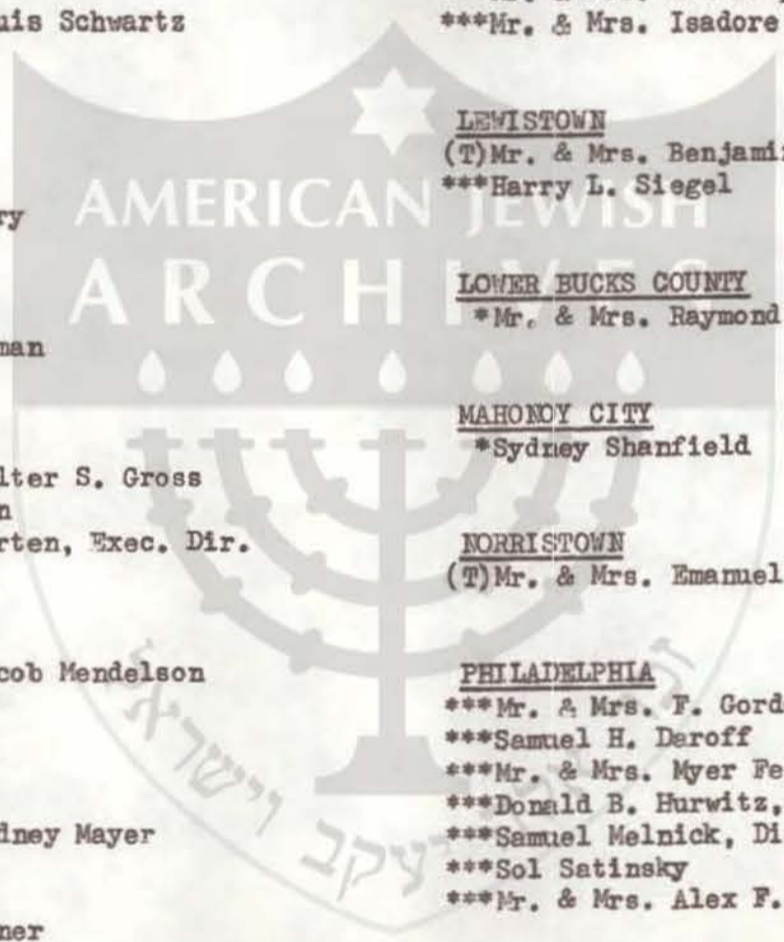 uis Schwartz
ry
man
lter S. Gross
n
rten, Exec. Dir.
cob Mendelson
dney Mayer
ner
***Mr. & Mrs. Isadore
LEWISTOWN
(T)Mr. & Mrs. Benjami
***Harry L. Siegel
LOWER BUCKS COUNTY
*Mr. & Mrs. Raymond
MAHONOY CITY
*Sydney Shanfield
NORRISTOWN
(T)Mr. & Mrs. Emanuel
PHILADELPHIA
***Mr. & Mrs. F. Gord
***Samuel H. Daroff
***Mr. & Mrs. Myer Fe
***Donald B. Hurwitz,
***Samuel Melnick, Di
***Sol Satinsky
***Mr. & Mrs. Alex F.
AMERICAN JEWISH
ARCHIVES
יעקב וישראל